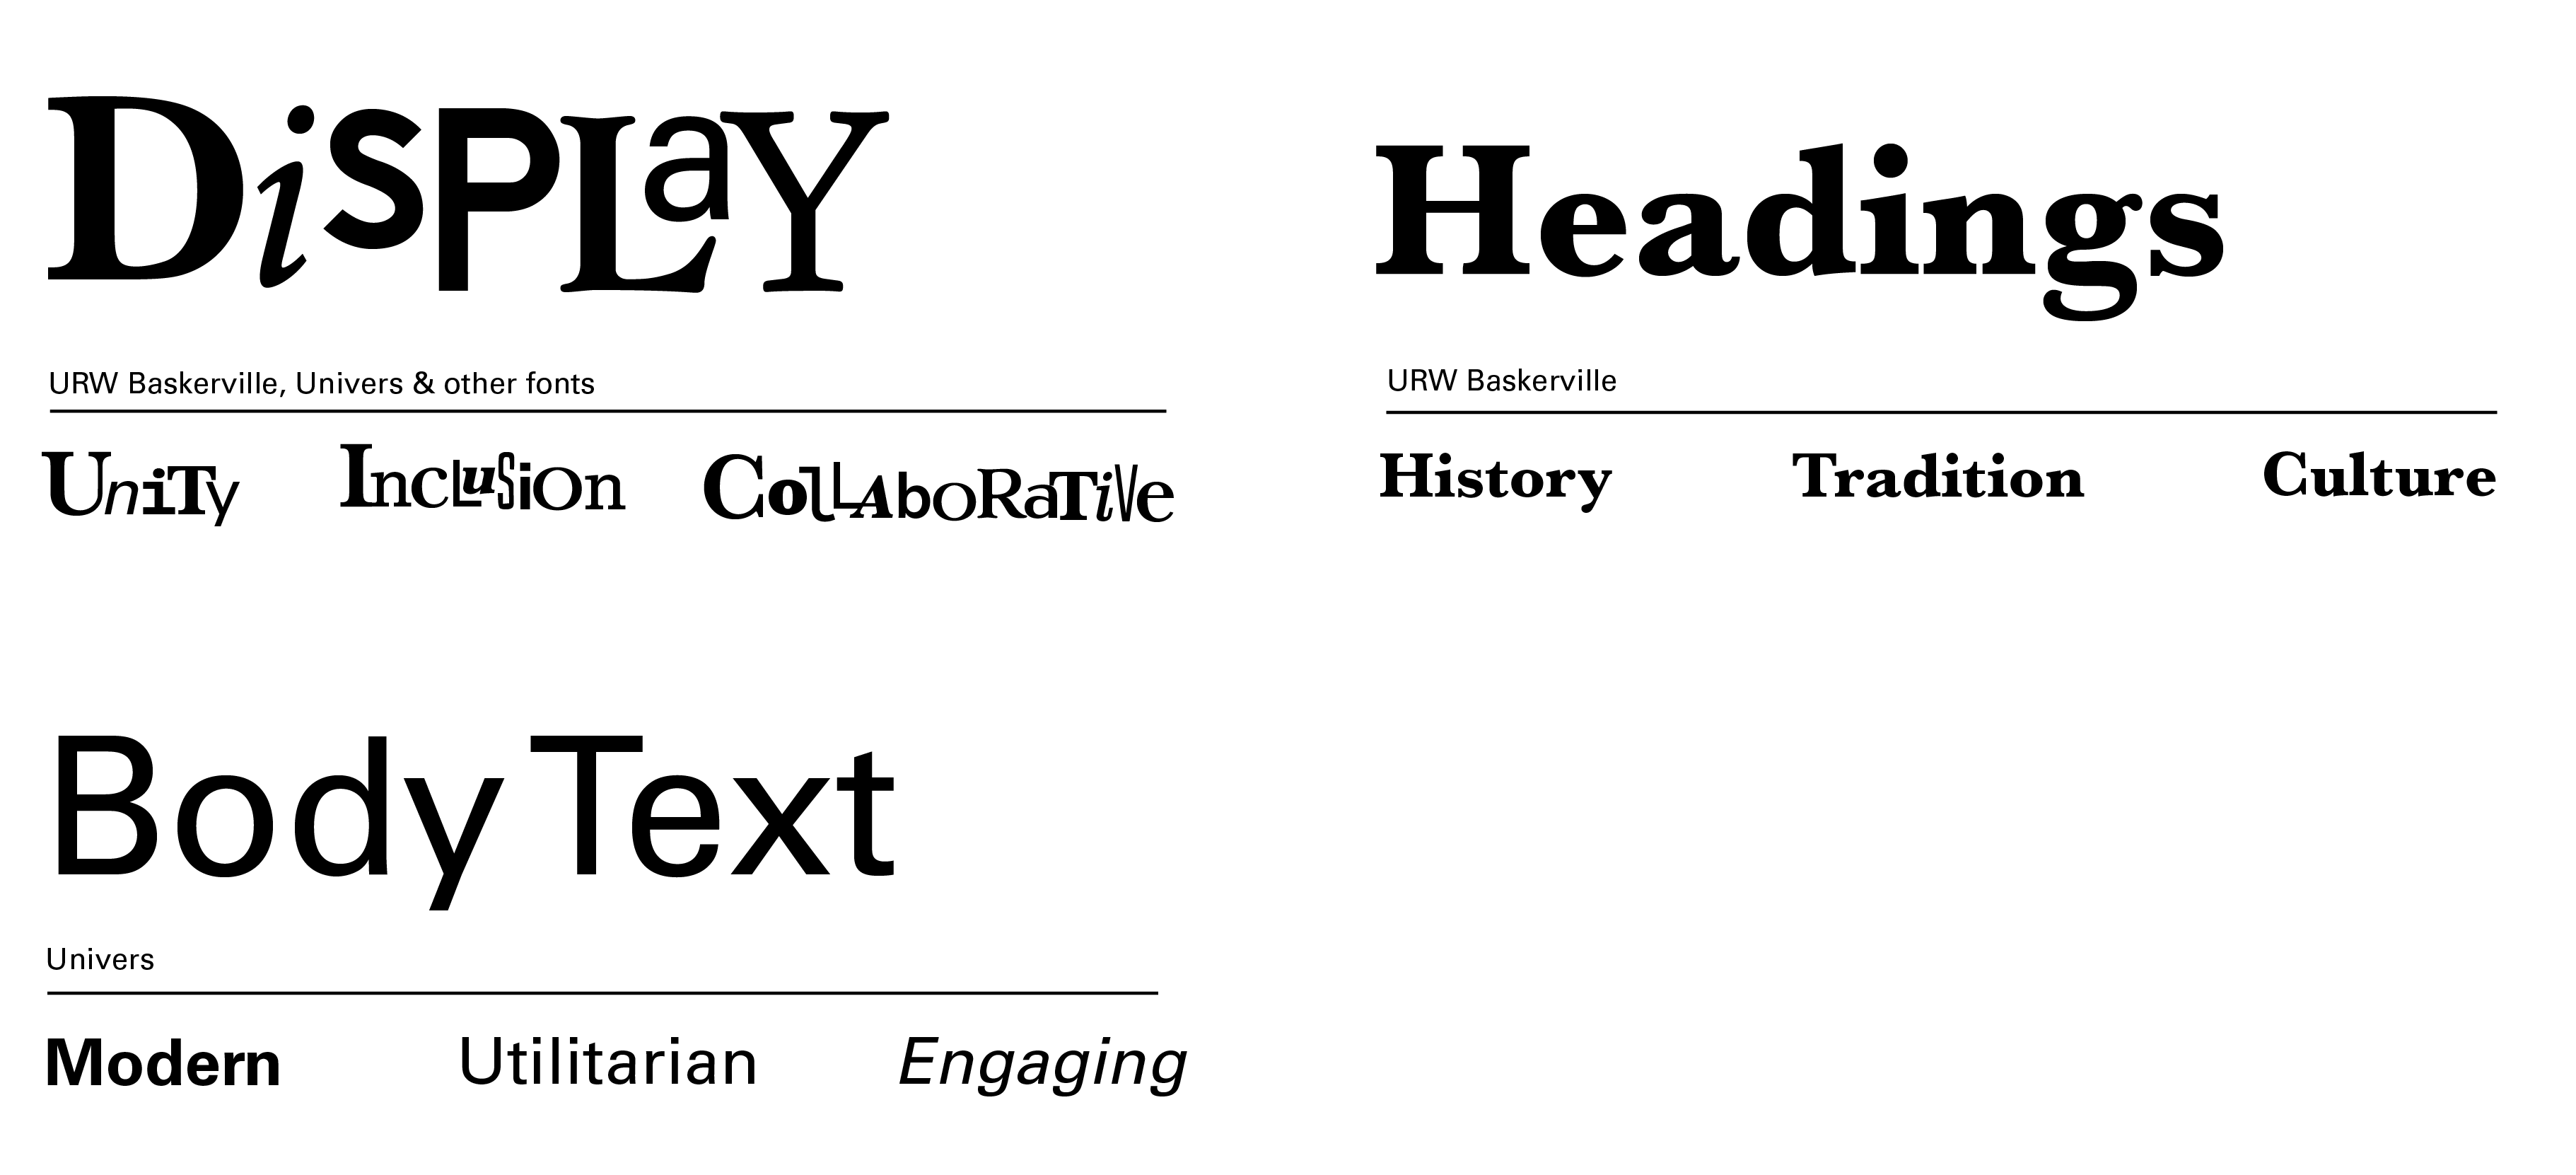 DiSPLaY
URW Baskerville, Univers & other fonts
UniTy InCLuSiOn ColLAboRaTiVe
Headings
URW Baskerville
History Tradition Culture
Body Text
Univers
Modern Utilitarian Engaging